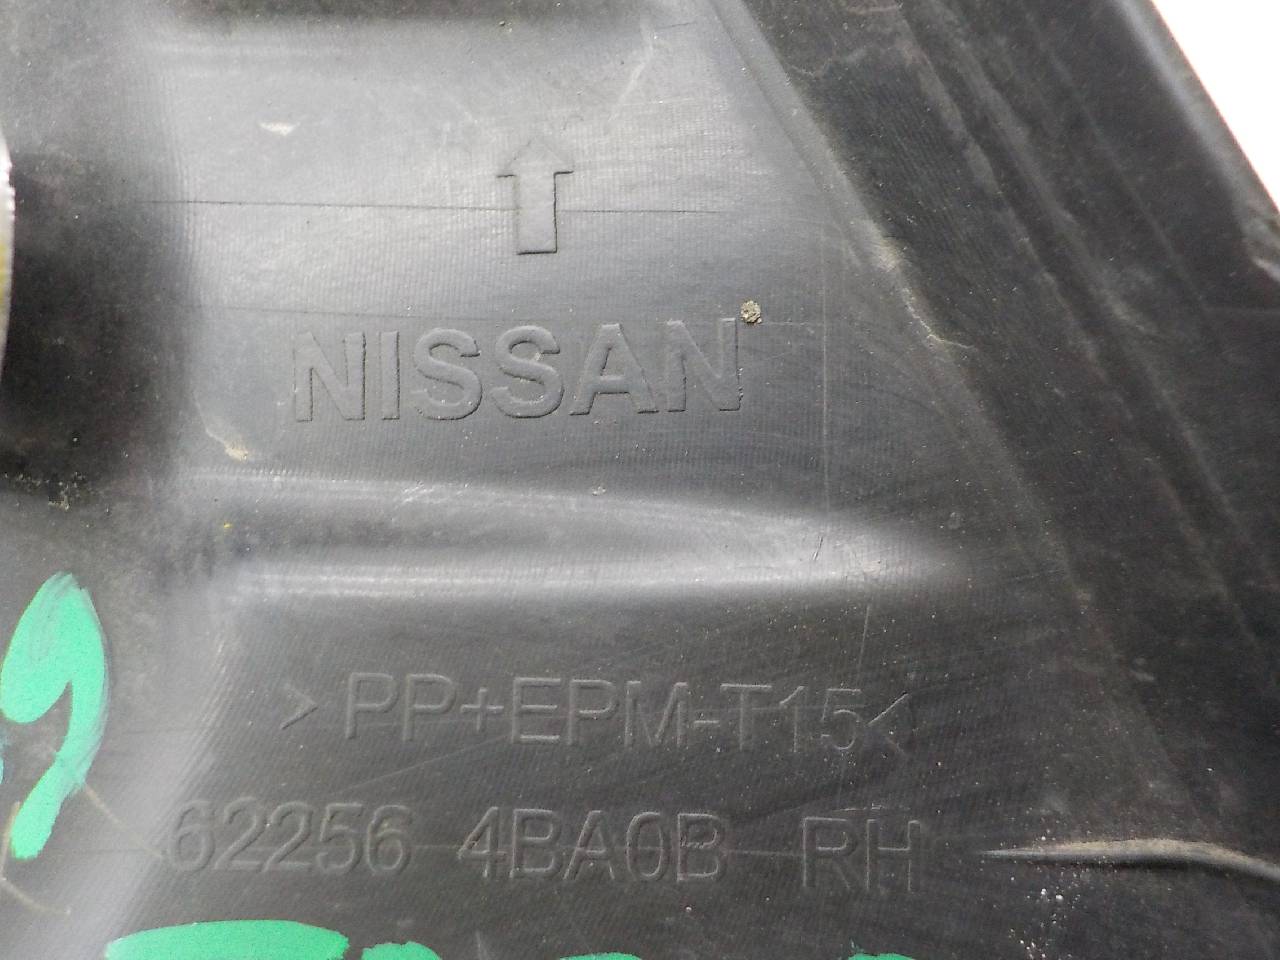 NISSAN
>PP+EPM-T15<
62256 4BA0B RH